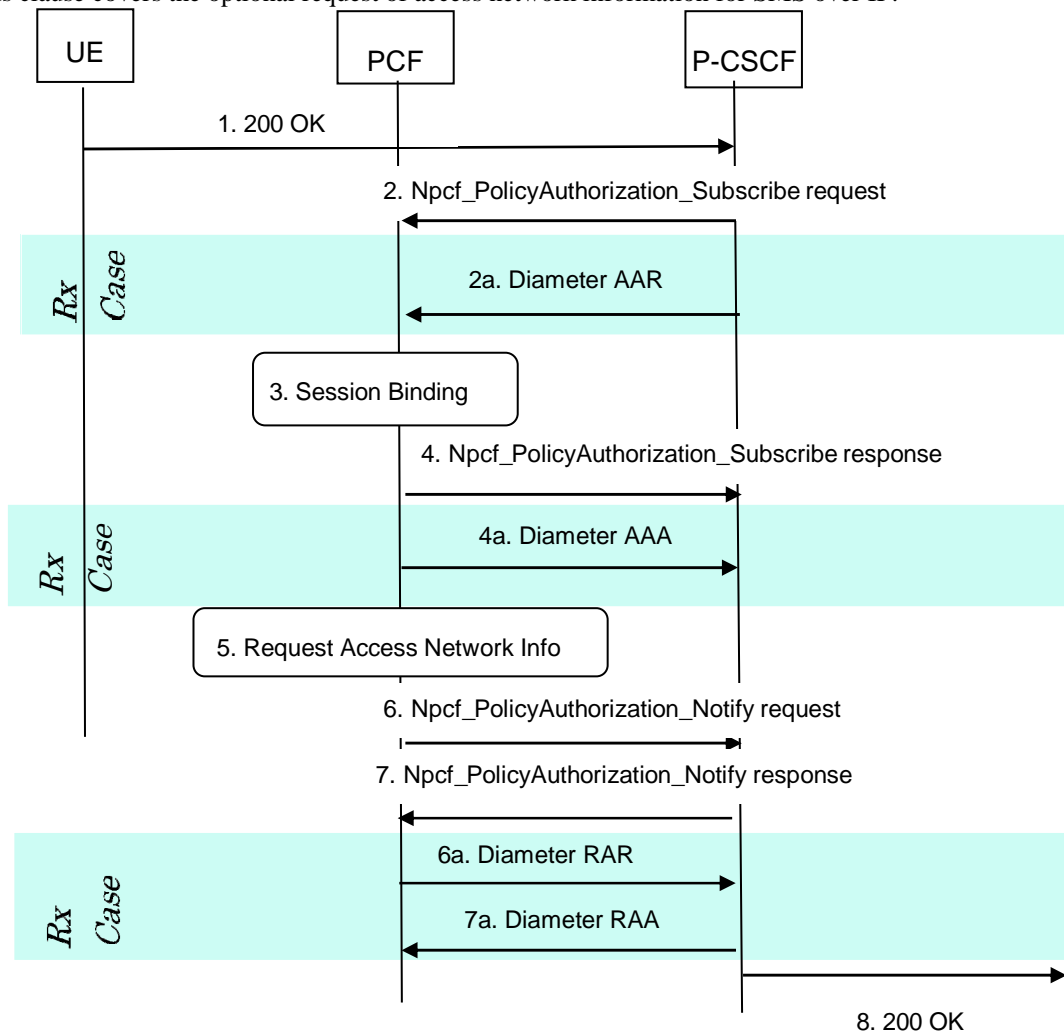 s clause covers the optional request of access network information for SMS over IP.
UE
PCF
P-CSCF
1. 200 OK
2. Npcf_PolicyAuthorization_Subscribe request
Rx
Case
2a. Diameter AAR
3. Session Binding
4. Npcf_PolicyAuthorization_Subscribe response
Rx
Case
4a. Diameter AAA
5. Request Access Network Info
6. Npcf_PolicyAuthorization_Notify request
7. Npcf_PolicyAuthorization_Notify response
Rx
Case
6a. Diameter RAR
7a. Diameter RAA
8. 200 OK